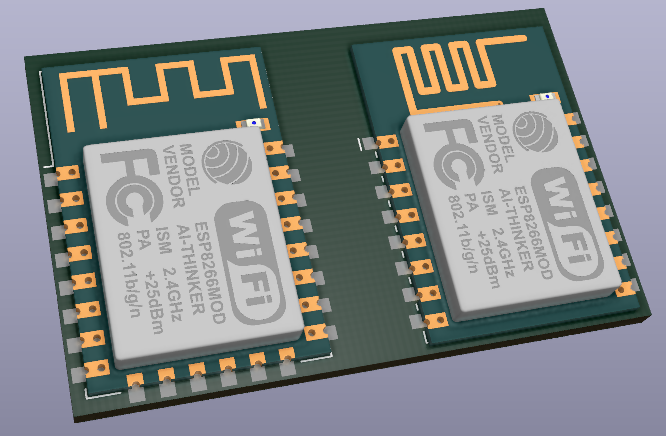 FC
MODEL
VENDOR
WiFi
ESP8266MOD
AI-THINKER
ISM 2.4GHz
PA +25dBm
802.11b/g/n
FC
MODEL
VENDOR
WiFi
ESP8266MOD
AI-THINKER
ISM 2.4GHz
PA +25dBm
802.11b/g/n